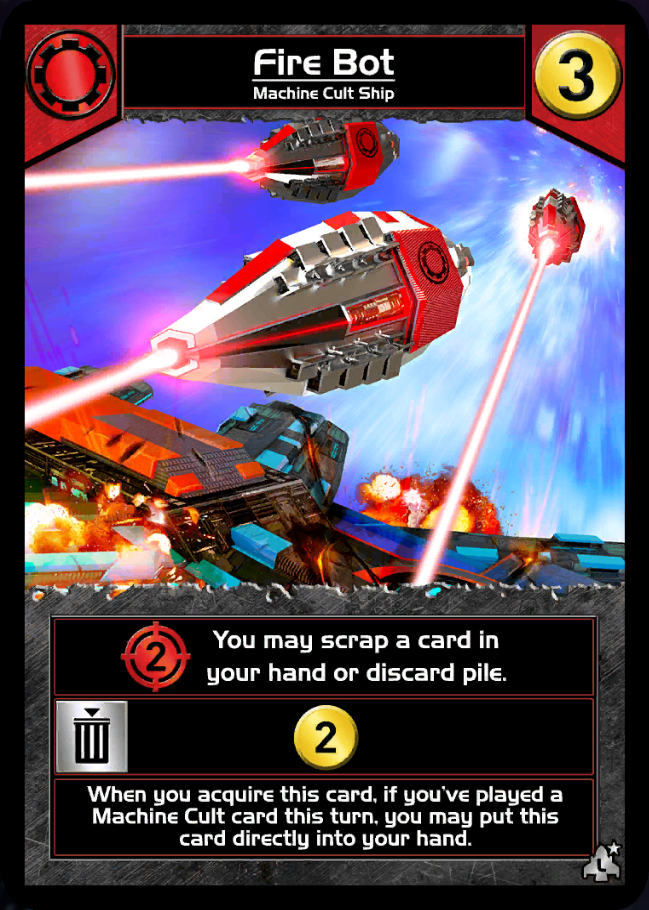 Fire Bot
Machine Cult Ship
3
2
You may scrap a card in
your hand or discard pile.
2
When you acquire this card, if you've played a
Machine Cult card this turn, you may put this
card directly into your hand.
L